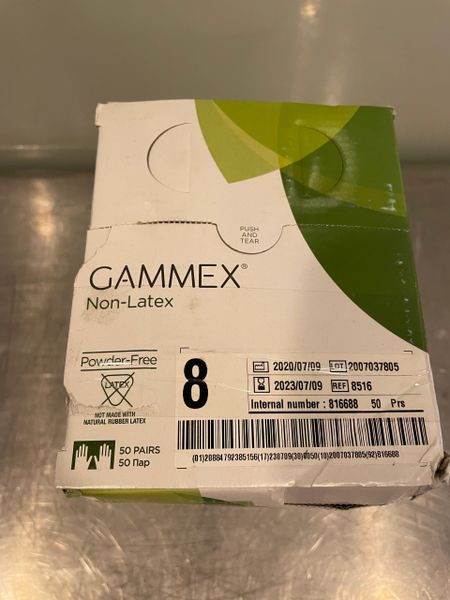 PUSH
AND
TEAR
GAMMEX®
Non-Latex
Powder-Free
LATEX
NOT MADE WITH
NATURAL RUBBER LATEX
8
2020/07/09 LOT 2007037805
2023/07/09 REF 8516
Internal number : 816688 50 Prs
(01)20884792385156(17)230709(30)0050(10)2007037805(92)816688
50 PAIRS
50 Пар